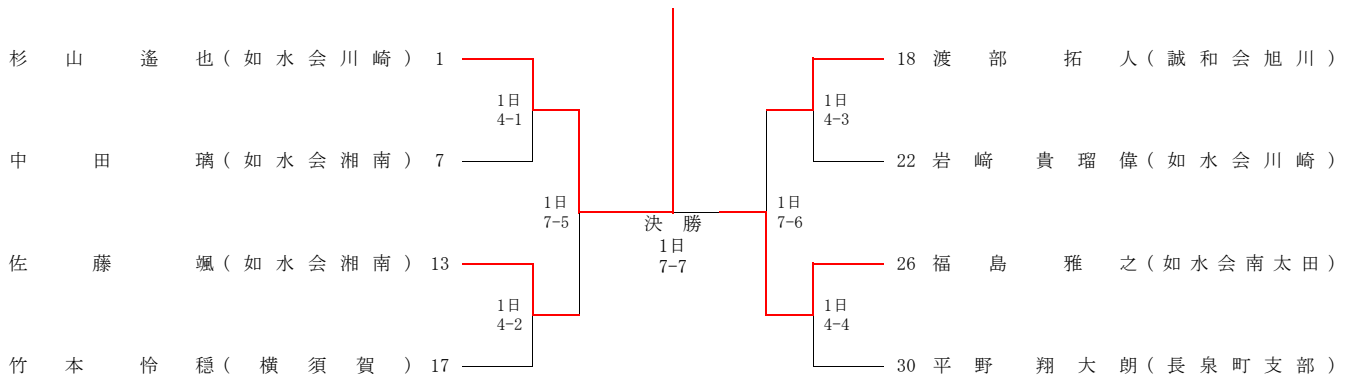 杉山遙也(如水会川崎) 1
18 渡部拓人(誠和会旭川)
1日
4-1
1日
4-3
中田璃(如水会湘南) 7
22 岩﨑貴瑠偉(如水会川崎)
1日
7-5
1日
7-6
決勝
1日
7-7
佐藤颯(如水会湘南) 13
26 福島雅之(如水会南太田)
1日
4-2
1日
4-4
竹本怜穏(横須賀) 17
30 平野翔大朗(長泉町支部)